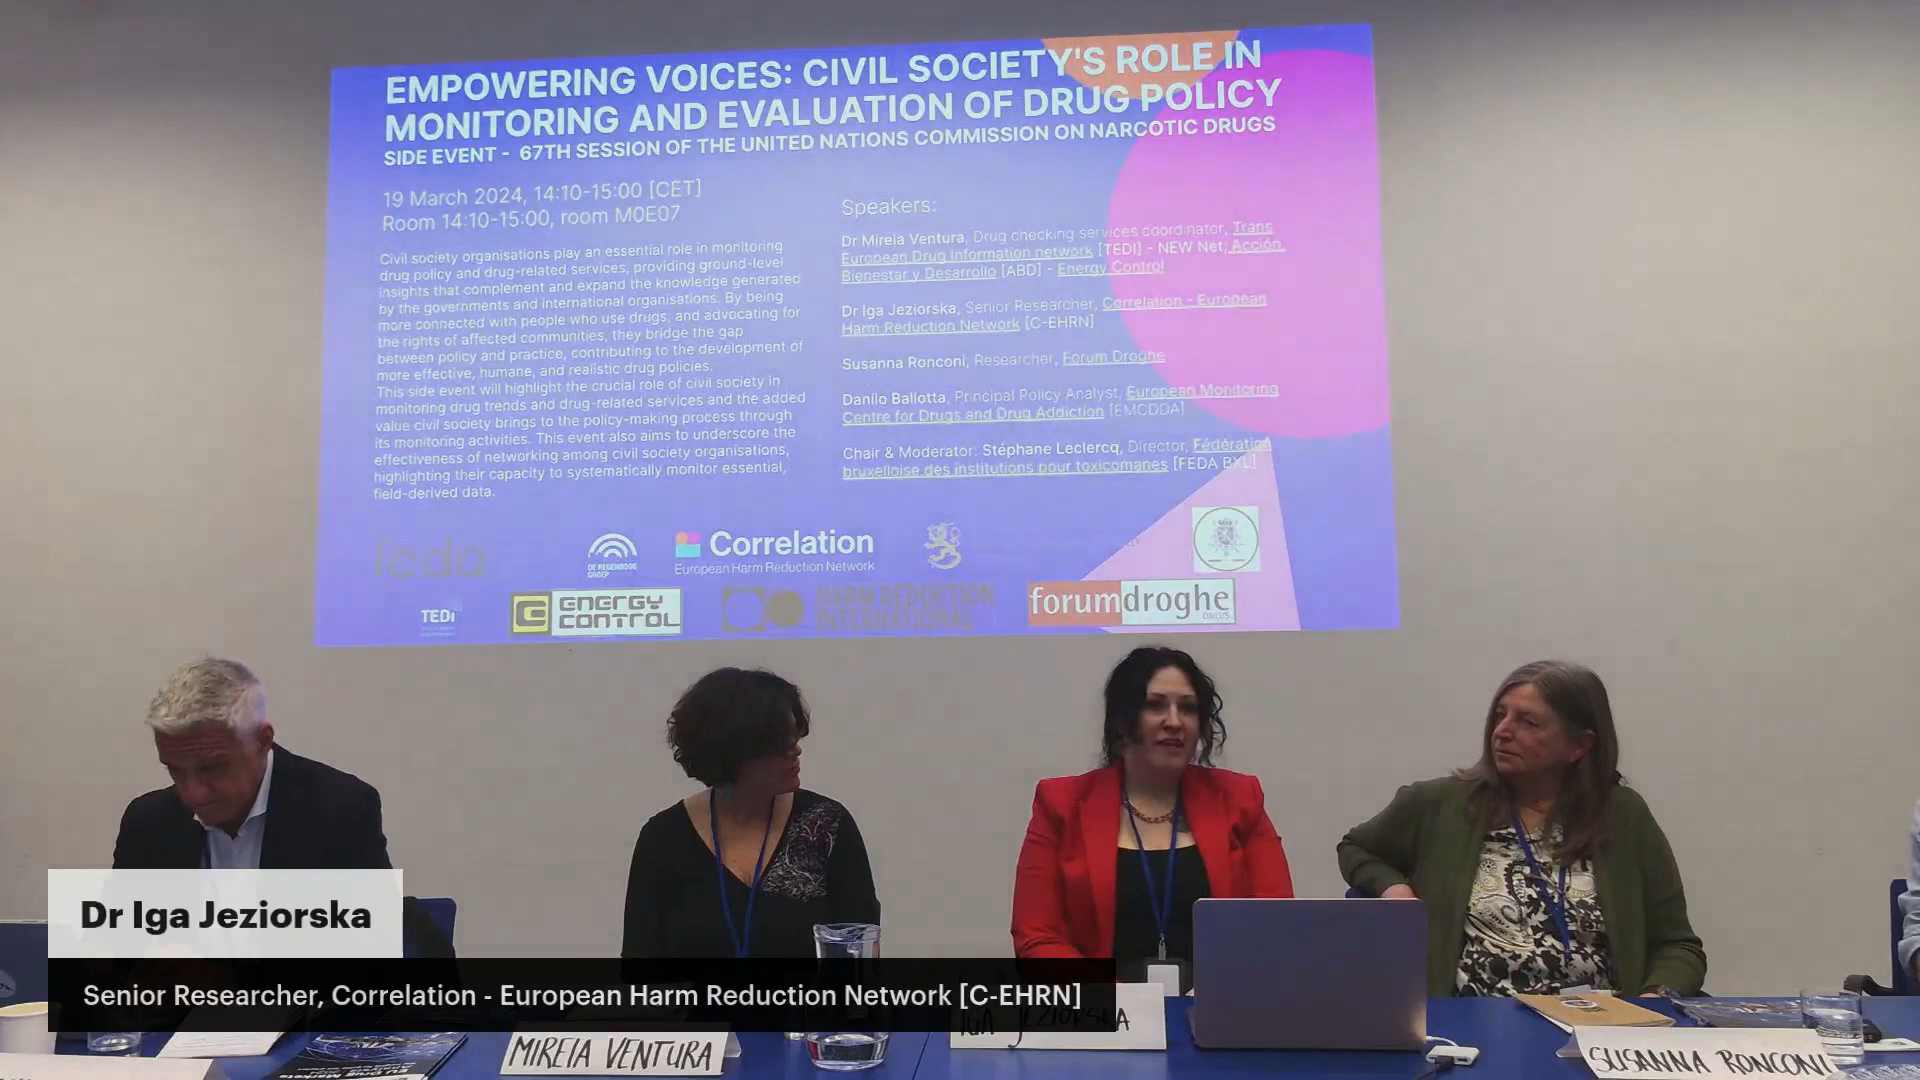 EMPOWERING VOICES: CIVIL SOCIETY'S ROLE IN
MONITORING AND EVALUATION OF DRUG POLICY
SIDE EVENT - 67TH SESSION OF THE UNITED NATIONS COMMISSION ON NARCOTIC DRUGS
19 March 2024, 14:10-15:00 [CET]
Room 14:10-15:00, room M0E07
Civil society organisations play an essential role in monitoring
drug policy and drug-related services, providing ground-level
insights that complement and expand the knowledge generated
by the governments and international organisations. By being
more connected with people who use drugs, and advocating for
the rights of affected communities, they bridge the gap
between policy and practice, contributing to the development of
more effective, humane, and realistic drug policies.
This side event will highlight the crucial role of civil society in
monitoring drug trends and drug-related services and the added
value civil society brings to the policy-making process through
its monitoring activities. This event also aims to underscore the
effectiveness of networking among civil society organisations,
highlighting their capacity to systematically monitor essential,
field-derived data.
Speakers:
Dr Mireia Ventura, Drug checking services coordinator, Trans
European Drug Information network [TEDI] - NEW Net; Acción,
Bienestar y Desarrollo [ABD] - Energy Control
Dr Iga Jeziorska, Senior Researcher, Correlation - European
Harm Reduction Network [C-EHRN]
Susanna Ronconi, Researcher, Forum Droghe
Danilo Ballotta, Principal Policy Analyst, European Monitoring
Centre for Drugs and Drug Addiction [EMCDDA]
Chair & Moderator: Stéphane Leclercq, Director, Fédération
bruxelloise des institutions pour toxicomanes [FEDA BXL]
feda
DE REGENBOOG
GROEP
Correlation
European Harm Reduction Network
TEDI
ENERGY
CONTROL
HARM REDUCTION
INTERNATIONAL
forumdroghe
ONLUS
Dr Iga Jeziorska
Senior Researcher, Correlation - European Harm Reduction Network [C-EHRN]
MIREIA VENTURA
IGA JEZIORSKA
SUSANNA RONCONI
EU Drug Markets